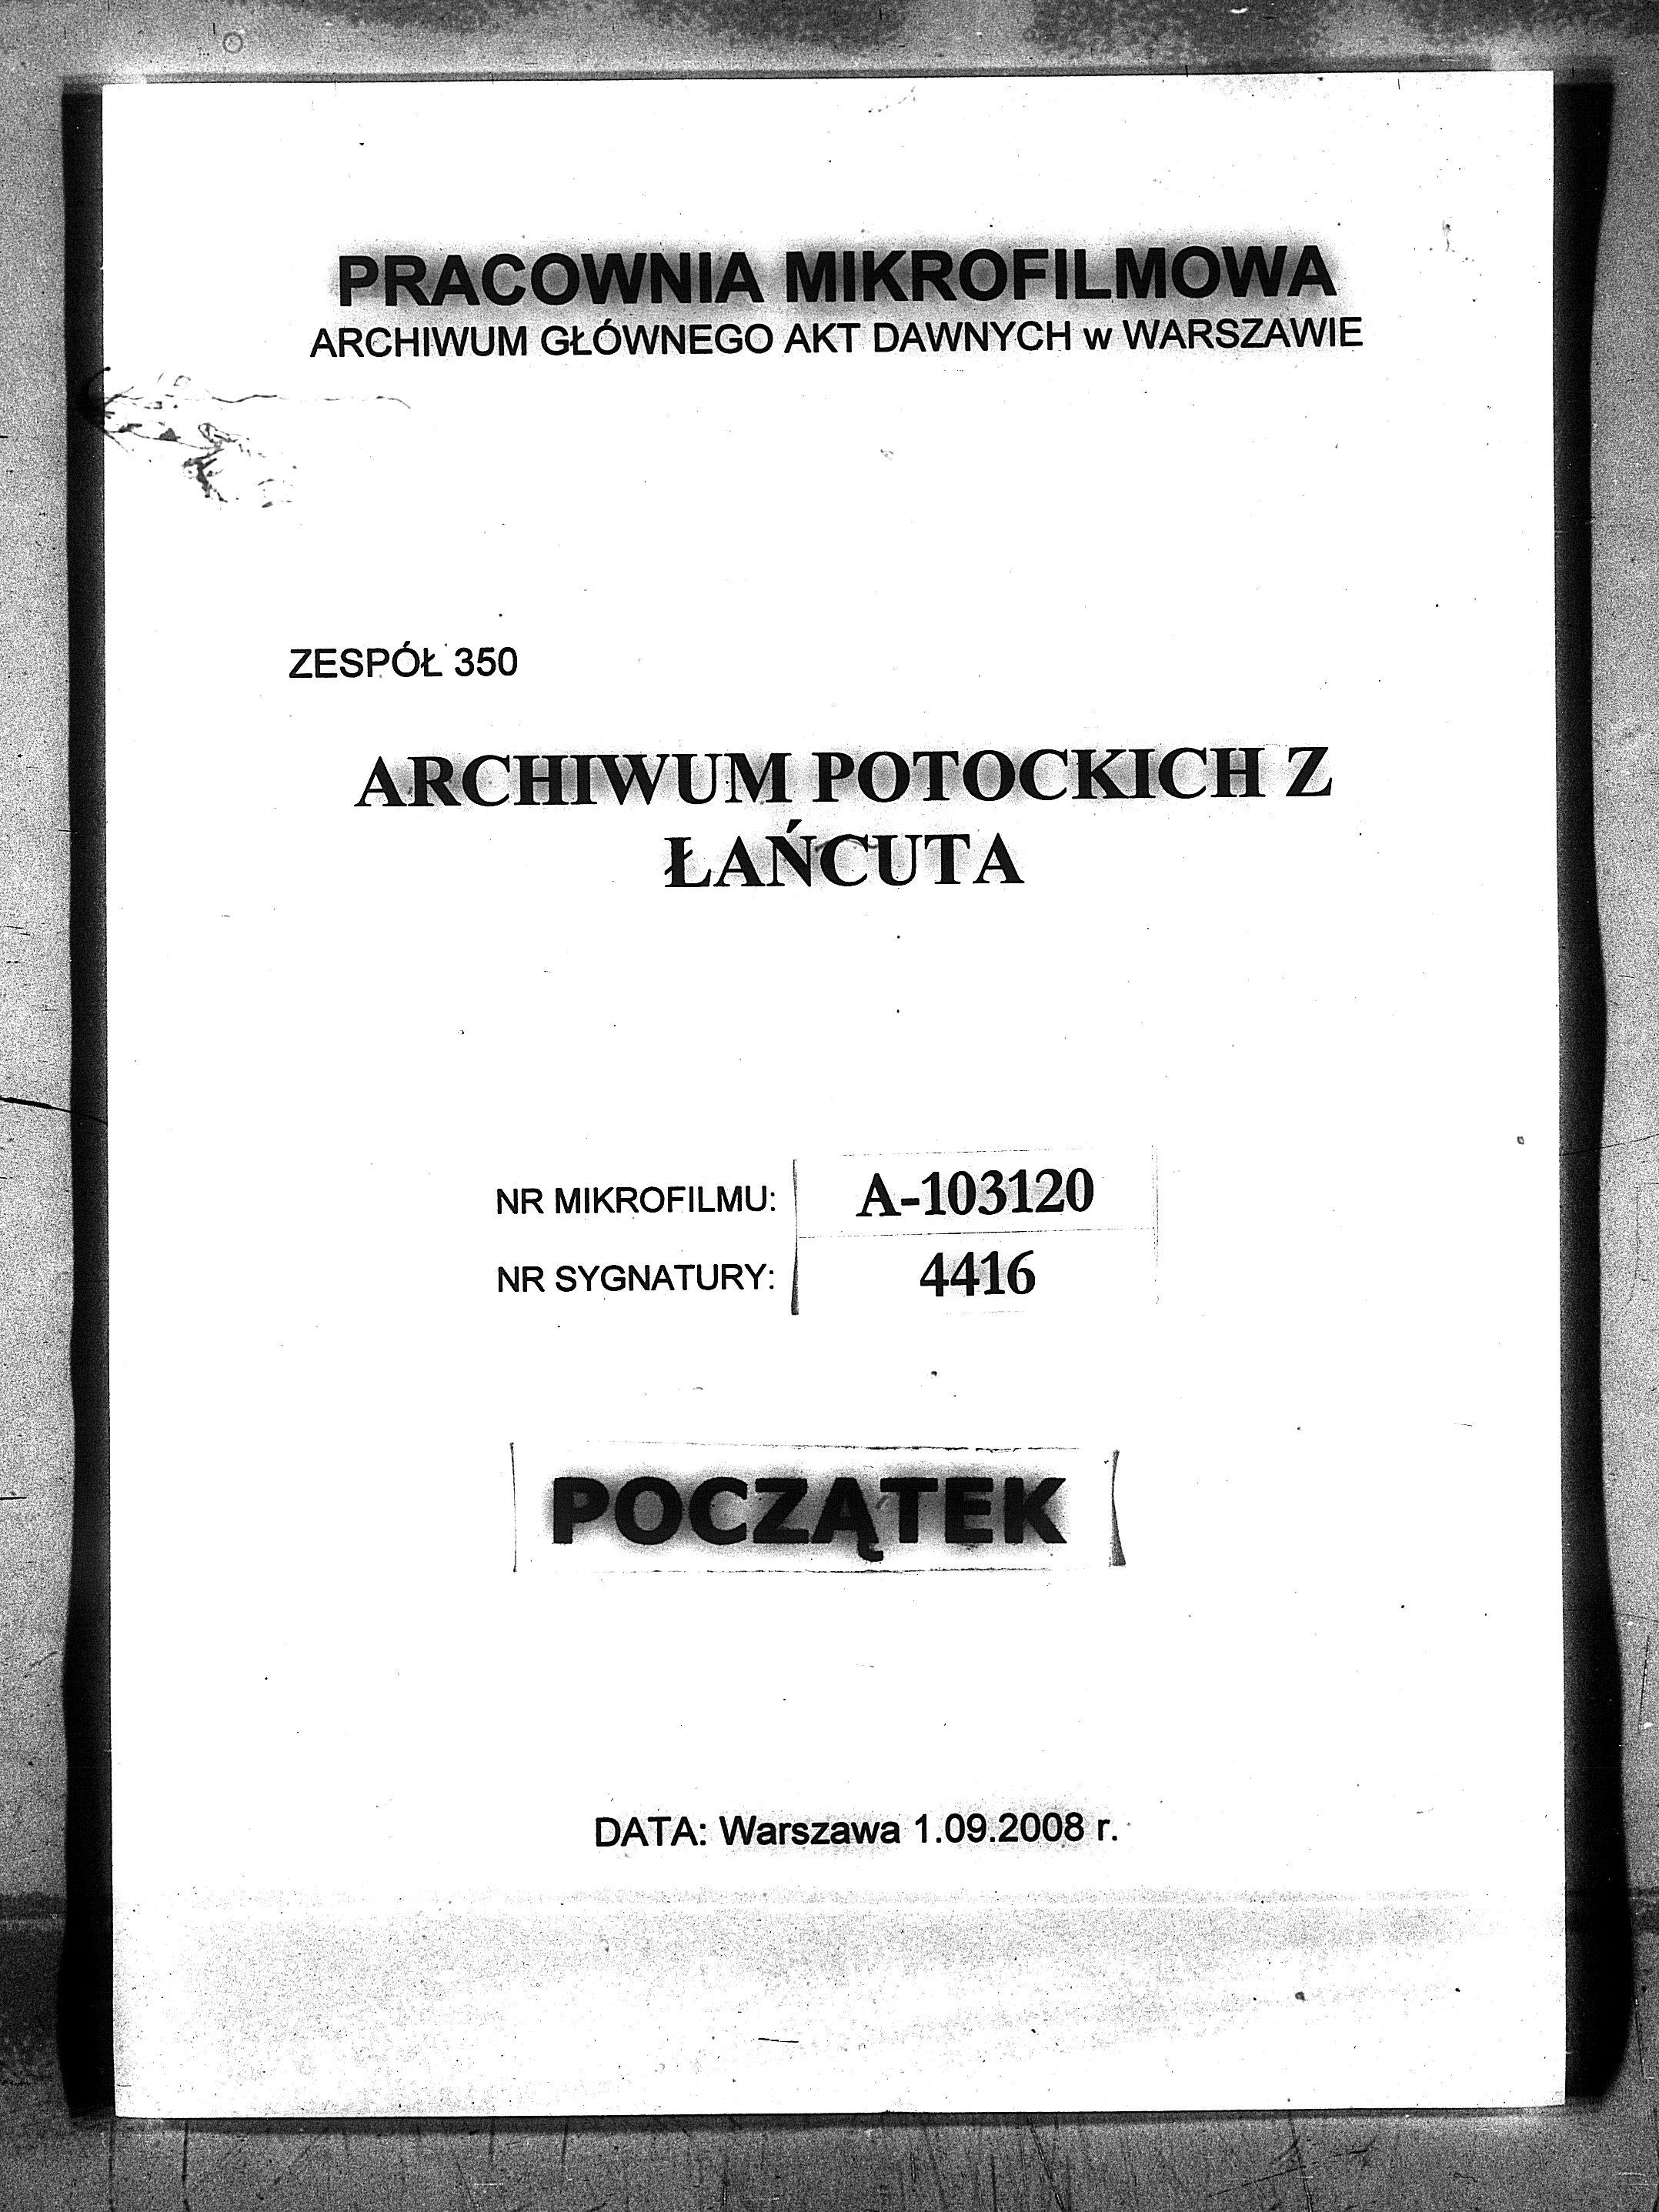 PRACOWNIA MIKROFILMOWA
ARCHIWUM GŁÓWNEGO AKT DAWNYCH w WARSZAWIE
ZESPÓŁ 350
ARCHIWUM POTOCKICH Z
ŁAŃCUTA
NR MIKROFILMU: A-103120
NR SYGNATURY: 4416
POCZĄTEK
DATA: Warszawa 1.09.2008 r.